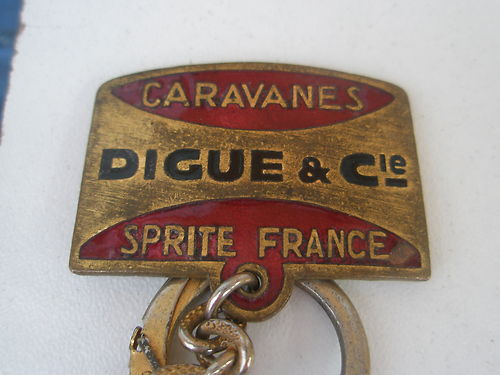 CARAVANES
DIGUE & Cie
SPRITE FRANCE